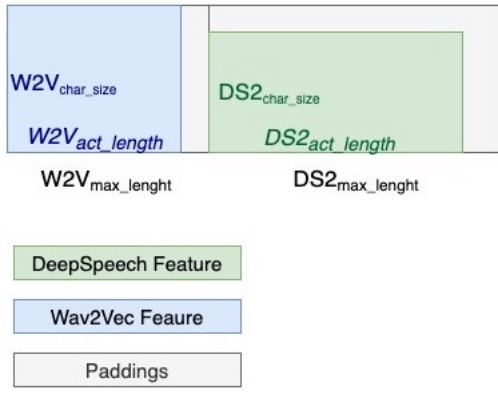 W2Vchar_size
DS2char_size
W2Vact_length
DS2act_length
W2Vmax_lenght
DS2max_lenght
DeepSpeech Feature
Wav2Vec Feaure
Paddings